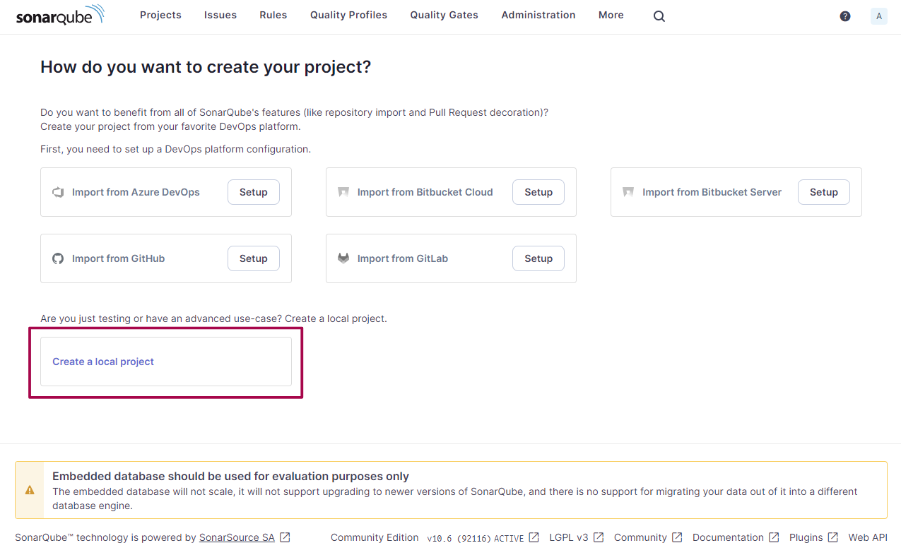 sonarqube Projects Issues Rules Quality Profiles Quality Gates Administration More ? A
How do you want to create your project?
Do you want to benefit from all of SonarQube's features (like repository import and Pull Request decoration)?
Create your project from your favorite DevOps platform.
First, you need to set up a DevOps platform configuration.
Import from Azure DevOps Setup Import from Bitbucket Cloud Setup Import from Bitbucket Server Setup
Import from GitHub Setup Import from GitLab Setup
Are you just testing or have an advanced use-case? Create a local project.
Create a local project
Embedded database should be used for evaluation purposes only
The embedded database will not scale, it will not support upgrading to newer versions of SonarQube, and there is no support for migrating your data out of it into a different
database engine.
SonarQube™ technology is powered by SonarSource SA Community Edition v10.6 (92116) ACTIVE LGPL v3 Community Documentation Plugins Web API